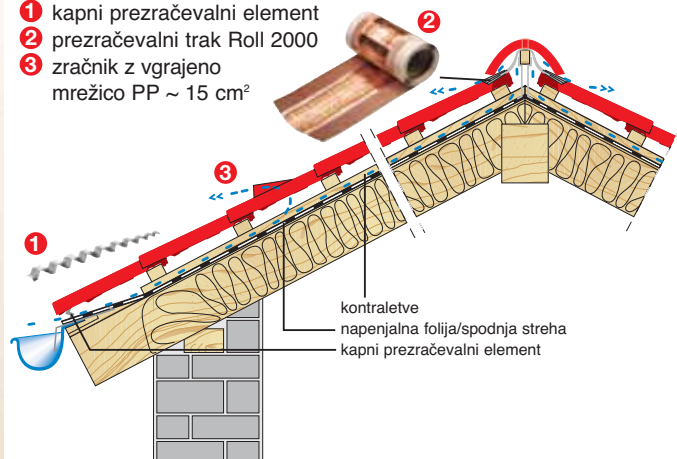 1 kapni prezračevalni element
2 prezračevalni trak Roll 2000
3 zračnik z vgrajeno
mrežico PP ~ 15 cm²
2
3
1
kontraletve
napenjalna folija/spodnja streha
kapni prezračevalni element